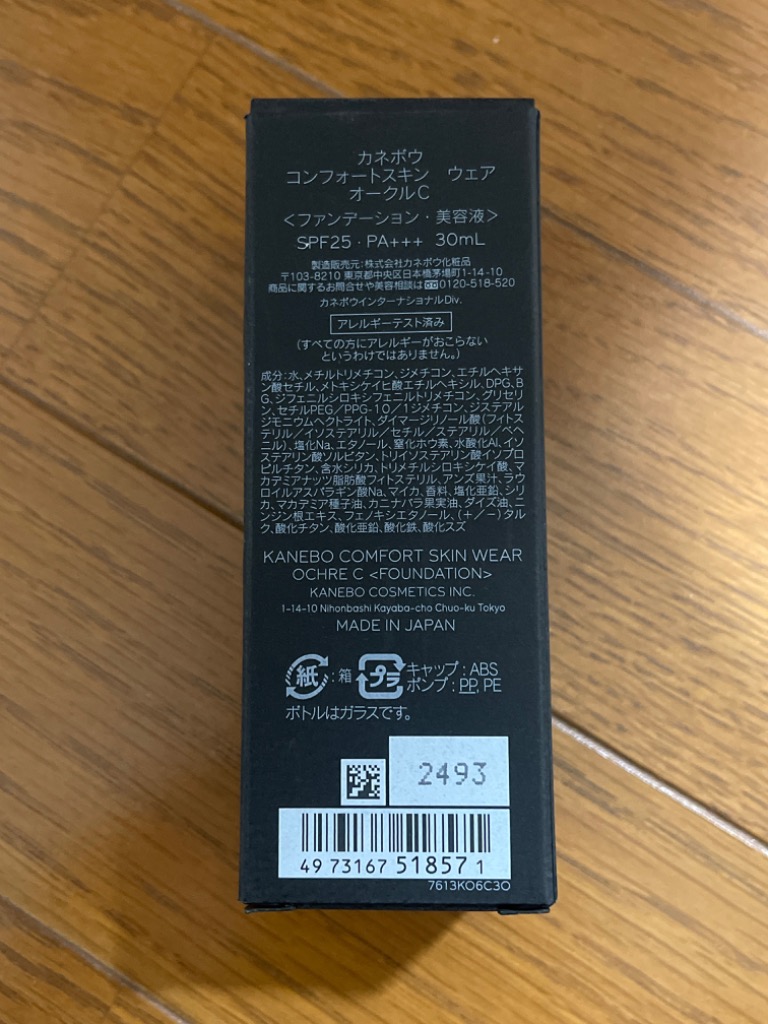 カネボウ
コンフォートスキン　ウェア
オークルC
＜ファンデーション・美容液＞
SPF25・PA+++ 30mL
製造販売元：株式会社カネボウ化粧品
〒103-8210 東京都中央区日本橋茅場町1-14-10
商品に関するお問合せや美容相談は 0120-518-520
カネボウインターナショナルDiv.
アレルギーテスト済み
（すべての方にアレルギーがおこらない
というわけではありません。）
成分：水、メチルトリメチコン、ジメチコン、エチルヘキサ
ン酸セチル、メトキシケイヒ酸エチルヘキシル、DPG、B
G、ジフェニルシロキシフェニルトリメチコン、グリセ
リン、セチルPEG／PPG-10／1ジメチコン、ジステアル
ジモニウムヘクトライト、ダイマージリノール酸（フィトス
テリル／イソステアリル／セチル／ステアリル／ベヘ
ニル）、塩化Na、エタノール、窒化ホウ素、水酸化Al、イソ
ステアリン酸ソルビタン、トリイソステアリン酸イソプロ
ピルチタン、含水シリカ、トリメチルシロキシケイ酸、マ
カデミアナッツ脂肪酸フィトステリル、アンズ果汁、ラウ
ロイルアスパラギン酸Na、マイカ、香料、塩化亜鉛、シリ
カ、マカデミア種子油、カニナバラ果実油、ダイズ油、ニ
ンジン根エキス、フェノキシエタノール、（＋／－）タル
ク、酸化チタン、酸化亜鉛、酸化鉄、酸化スズ
KANEBO COMFORT SKIN WEAR
OCHRE C <FOUNDATION>
KANEBO COSMETICS INC.
1-14-10 Nihonbashi Kayaba-cho Chuo-ku Tokyo
MADE IN JAPAN
紙：箱 プラ キャップ：ABS
ポンプ：PP, PE
ボトルはガラスです。
2493
4973167518571
7613K06C30